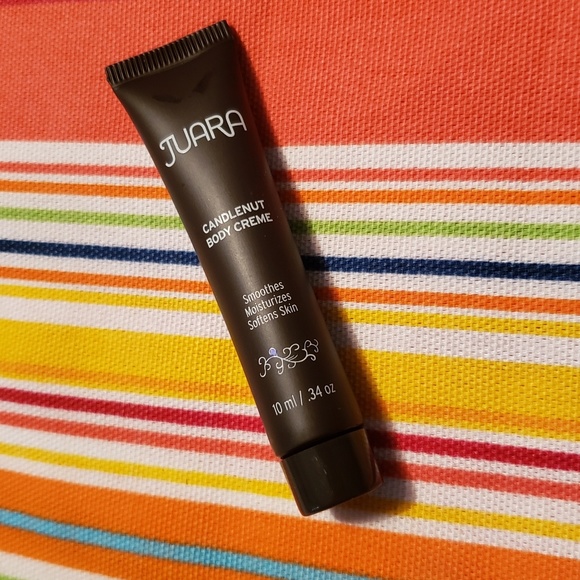 JUARA
CANDLENUT
BODY CREME
Smoothes
Moisturizes
Softens Skin
10 ml / .34 oz